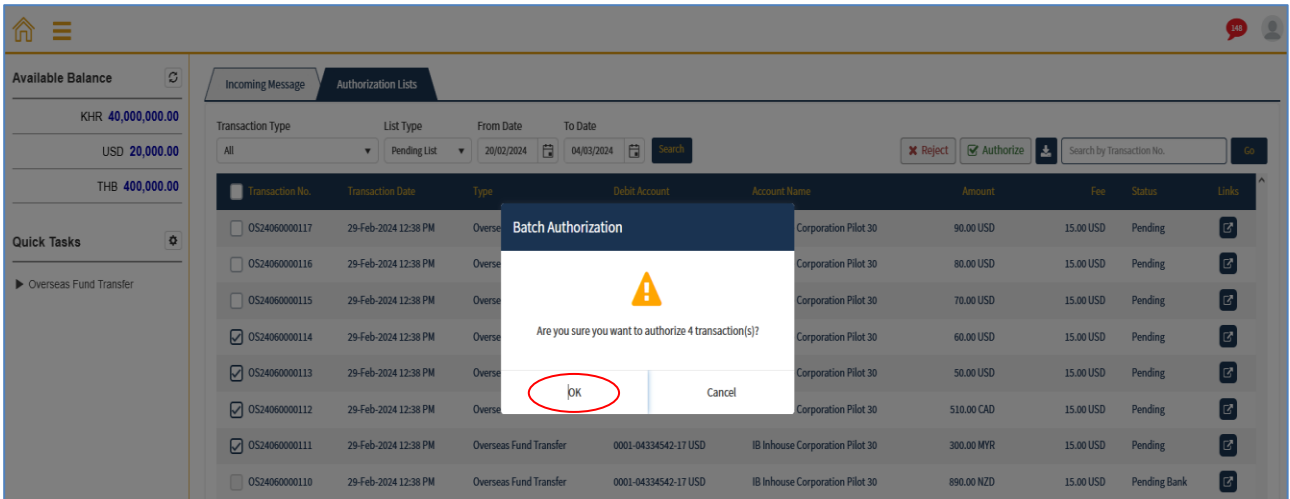 148
Available Balance
KHR 40,000,000.00
USD 20,000.00
THB 400,000.00
Quick Tasks
Overseas Fund Transfer
Incoming Message Authorization Lists
Transaction Type List Type From Date To Date
All Pending List 20/02/2024 04/03/2024 Search Reject Authorize Search by Transaction No. Go
Transaction No. Transaction Date Type Debit Account Account Name Amount Fee Status Links
OS24060000117 29-Feb-2024 12:38 PM Overse Corporation Pilot 30 90.00 USD 15.00 USD Pending
OS24060000116 29-Feb-2024 12:38 PM Overse Corporation Pilot 30 80.00 USD 15.00 USD Pending
OS24060000115 29-Feb-2024 12:38 PM Overse Corporation Pilot 30 70.00 USD 15.00 USD Pending
OS24060000114 29-Feb-2024 12:38 PM Overse Corporation Pilot 30 60.00 USD 15.00 USD Pending
OS24060000113 29-Feb-2024 12:38 PM Overse Corporation Pilot 30 50.00 USD 15.00 USD Pending
OS24060000112 29-Feb-2024 12:38 PM Overse Corporation Pilot 30 510.00 CAD 15.00 USD Pending
OS24060000111 29-Feb-2024 12:38 PM Overseas Fund Transfer 0001-04334542-17 USD IB Inhouse Corporation Pilot 30 300.00 MYR 15.00 USD Pending
OS24060000110 29-Feb-2024 12:38 PM Overseas Fund Transfer 0001-04334542-17 USD IB Inhouse Corporation Pilot 30 890.00 NZD 15.00 USD Pending Bank
Batch Authorization
Are you sure you want to authorize 4 transaction(s)?
OK Cancel